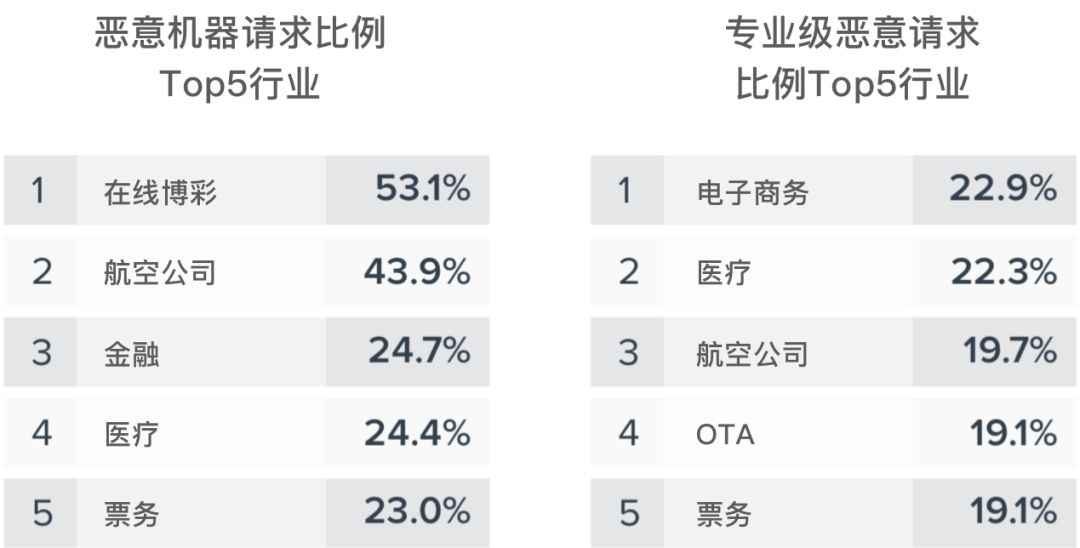 恶意机器请求比例
Top5行业
1 在线博彩 53.1%
2 航空公司 43.9%
3 金融 24.7%
4 医疗 24.4%
5 票务 23.0%
专业级恶意请求
比例Top5行业
1 电子商务 22.9%
2 医疗 22.3%
3 航空公司 19.7%
4 OTA 19.1%
5 票务 19.1%